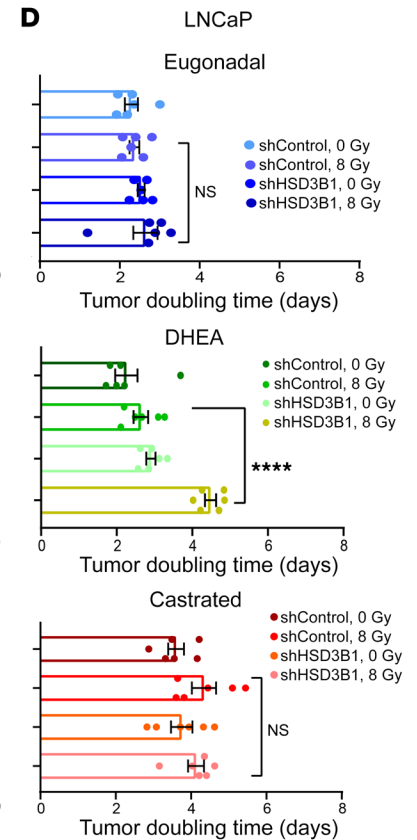 D
LNCaP
Eugonadal
shControl, 0 Gy
shControl, 8 Gy
shHSD3B1, 0 Gy
shHSD3B1, 8 Gy
NS
0 2 4 6 8
Tumor doubling time (days)
DHEA
shControl, 0 Gy
shControl, 8 Gy
shHSD3B1, 0 Gy
shHSD3B1, 8 Gy
****
0 2 4 6 8
Tumor doubling time (days)
Castrated
shControl, 0 Gy
shControl, 8 Gy
shHSD3B1, 0 Gy
shHSD3B1, 8 Gy
NS
0 2 4 6 8
Tumor doubling time (days)